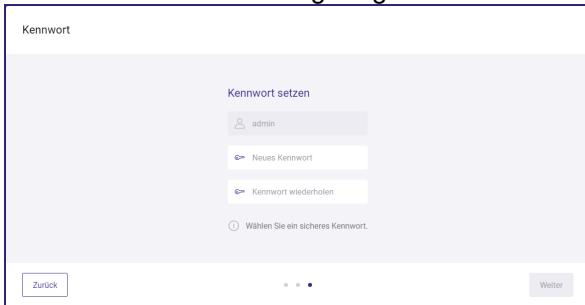 Kennwort
Kennwort setzen
admin
Neues Kennwort
Kennwort wiederholen
Wählen Sie ein sicheres Kennwort.
Zurück
Weiter